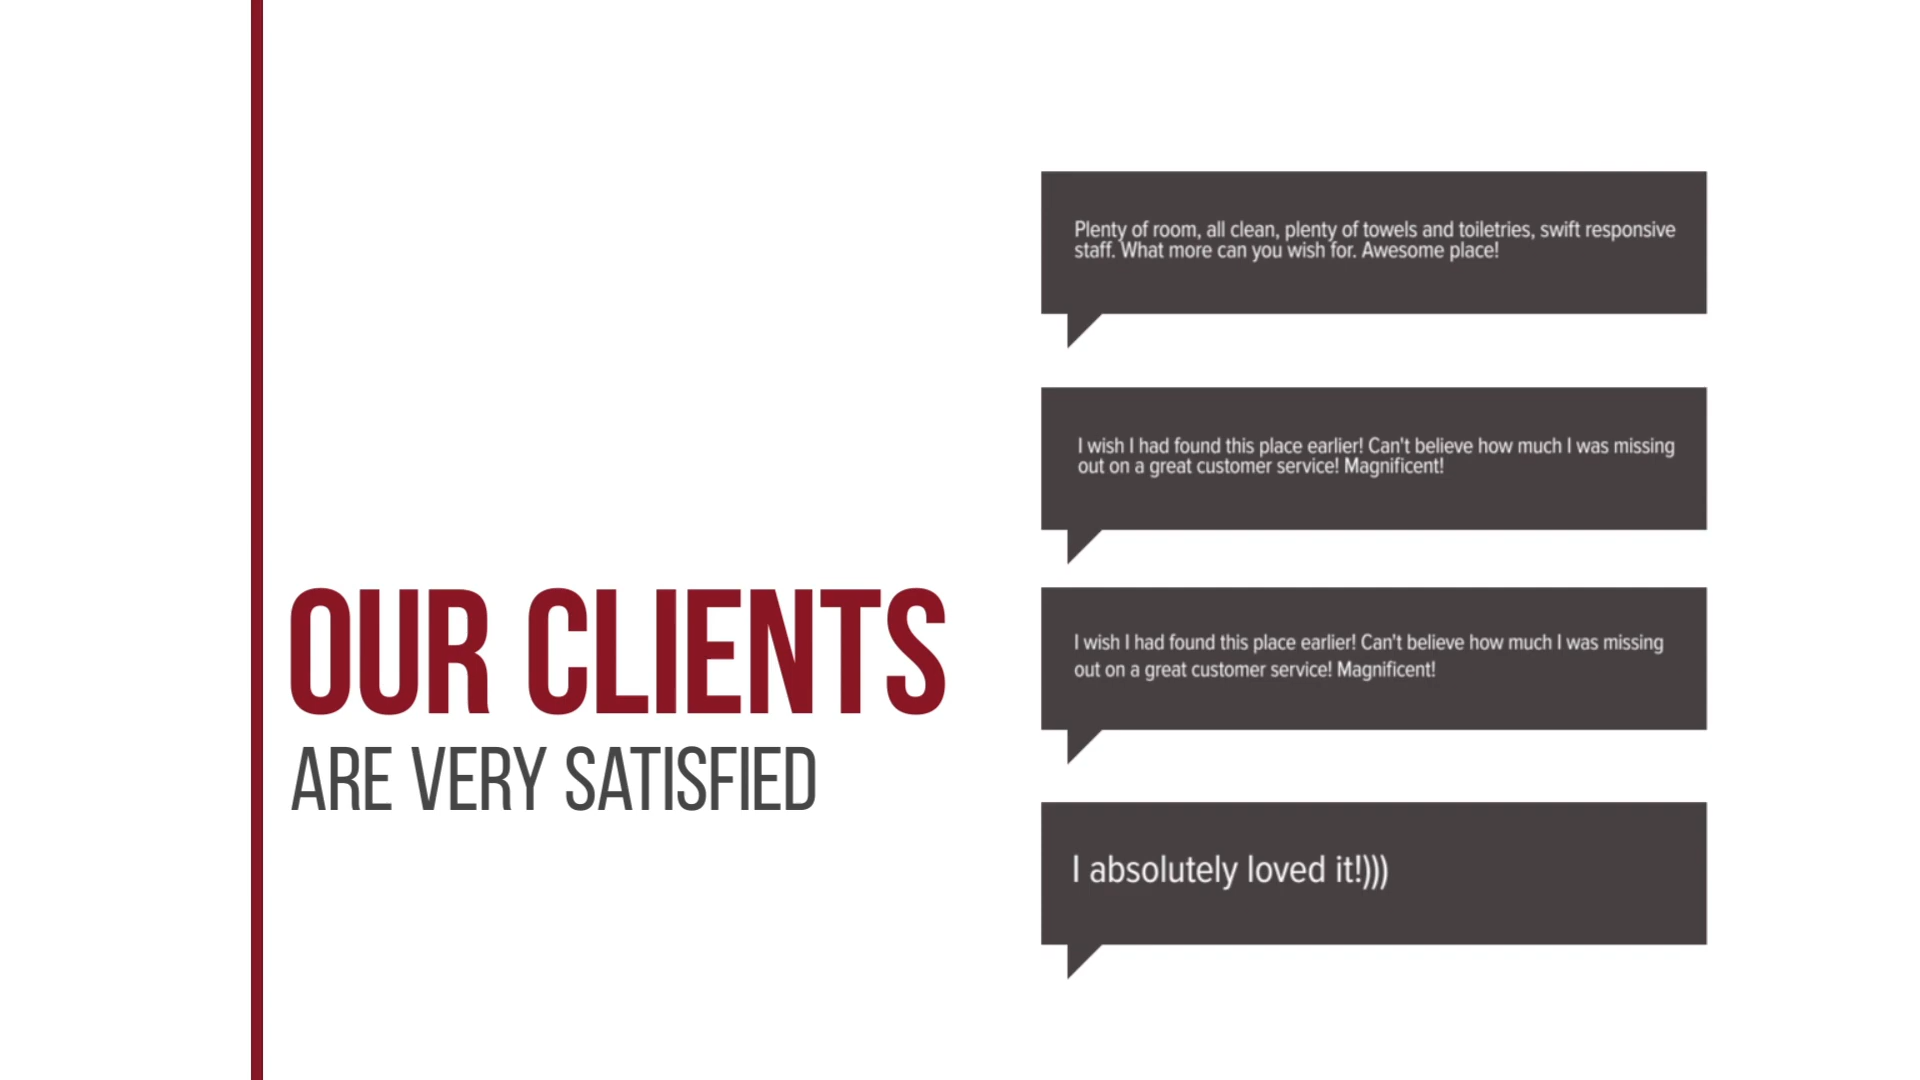 OUR CLIENTS
ARE VERY SATISFIED
Plenty of room, all clean, plenty of towels and toiletries, swift responsive
staff. What more can you wish for. Awesome place!
I wish I had found this place earlier! Can't believe how much I was missing
out on a great customer service! Magnificent!
I wish I had found this place earlier! Can't believe how much I was missing
out on a great customer service! Magnificent!
I absolutely loved it!)))